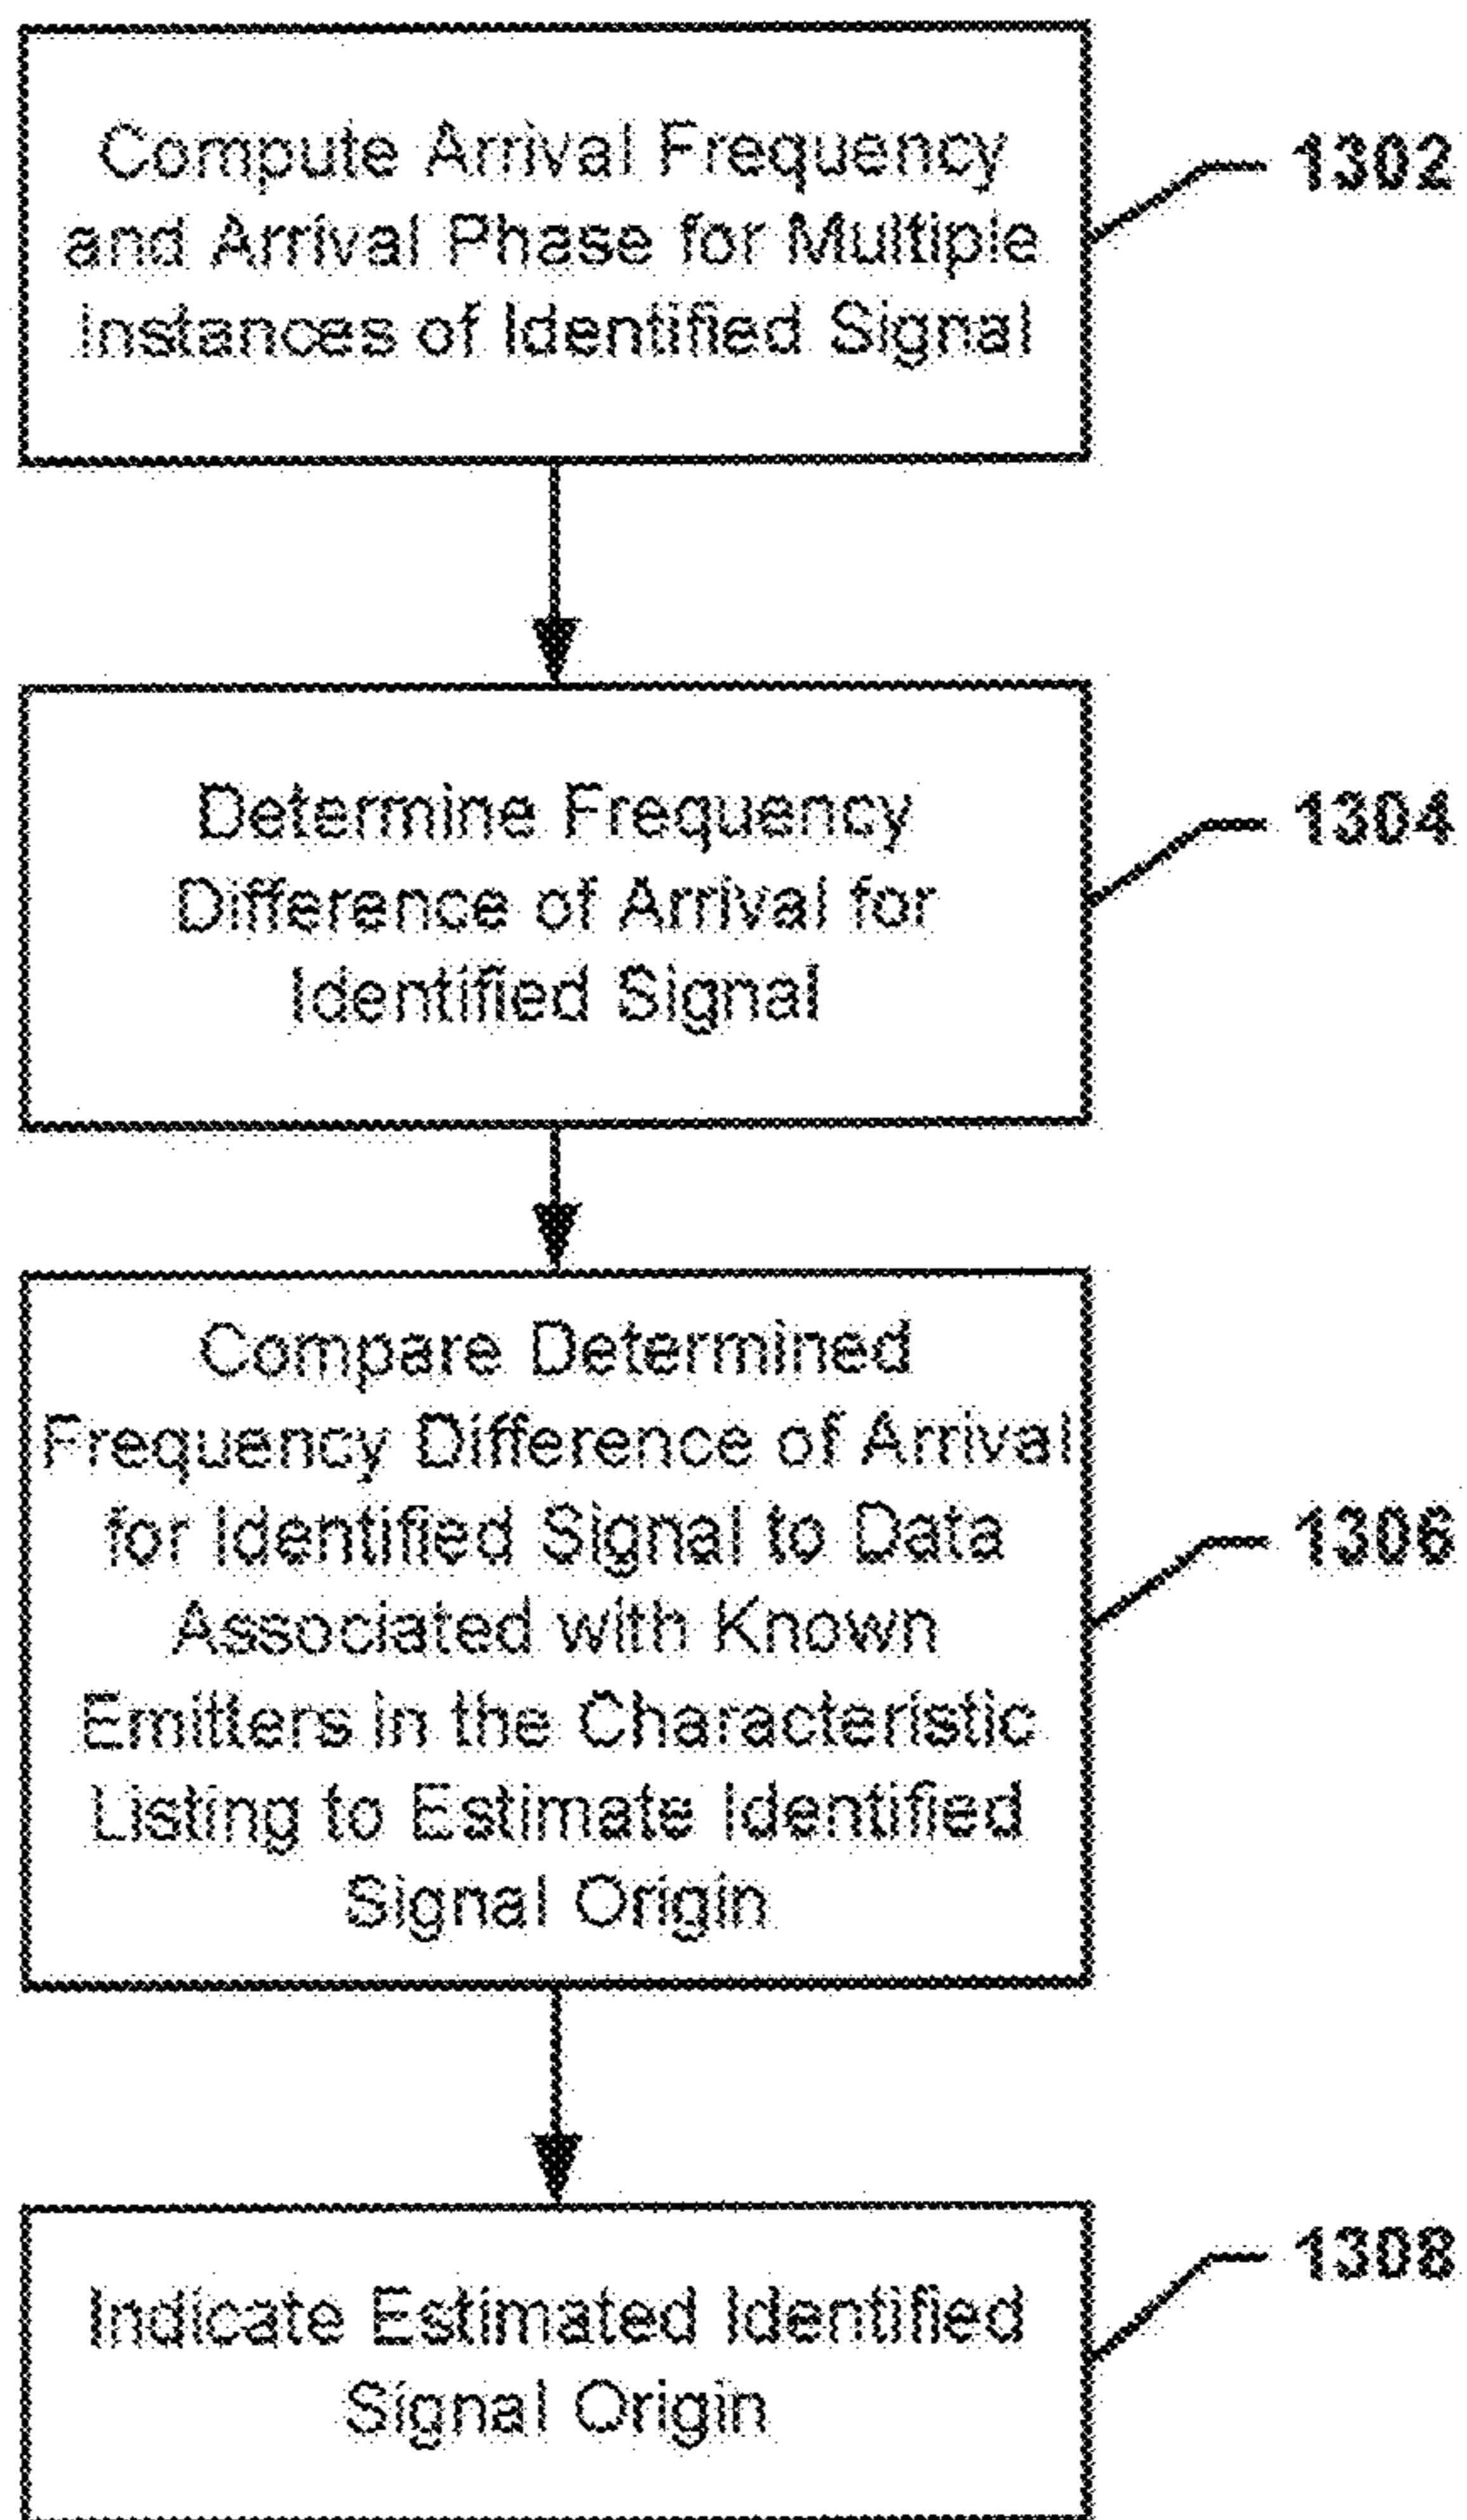 Compute Arrival Frequency
and Arrival Phase for Multiple
Instances of Identified Signal
1302
Determine Frequency
Difference of Arrival for
Identified Signal
1304
Compare Determined
Frequency Difference of Arrival
for Identified Signal to Data
Associated with Known
Emitters in the Characteristic
Listing to Estimate Identified
Signal Origin
1306
Indicate Estimated Identified
Signal Origin
1308